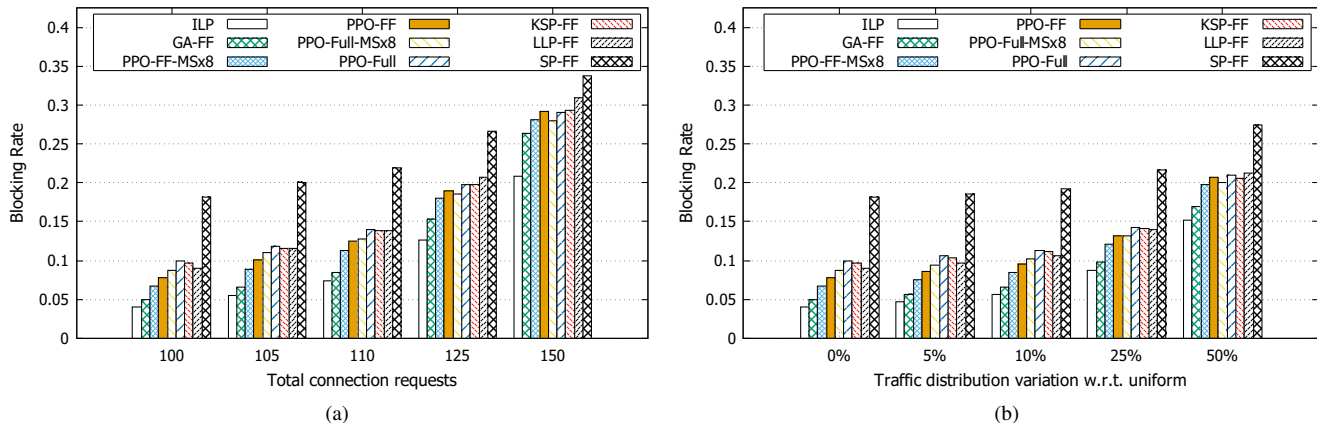 ILP PPO-FF KSP-FF
GA-FF PPO-Full-MSx8 LLP-FF
PPO-FF-MSx8 PPO-Full SP-FF
0.4
0.35
0.3
0.25
0.2
0.15
0.1
0.05
0
Blocking Rate
100 105 110 125 150
Total connection requests
(a)
ILP PPO-FF KSP-FF
GA-FF PPO-Full-MSx8 LLP-FF
PPO-FF-MSx8 PPO-Full SP-FF
0.4
0.35
0.3
0.25
0.2
0.15
0.1
0.05
0
Blocking Rate
0% 5% 10% 25% 50%
Traffic distribution variation w.r.t. uniform
(b)